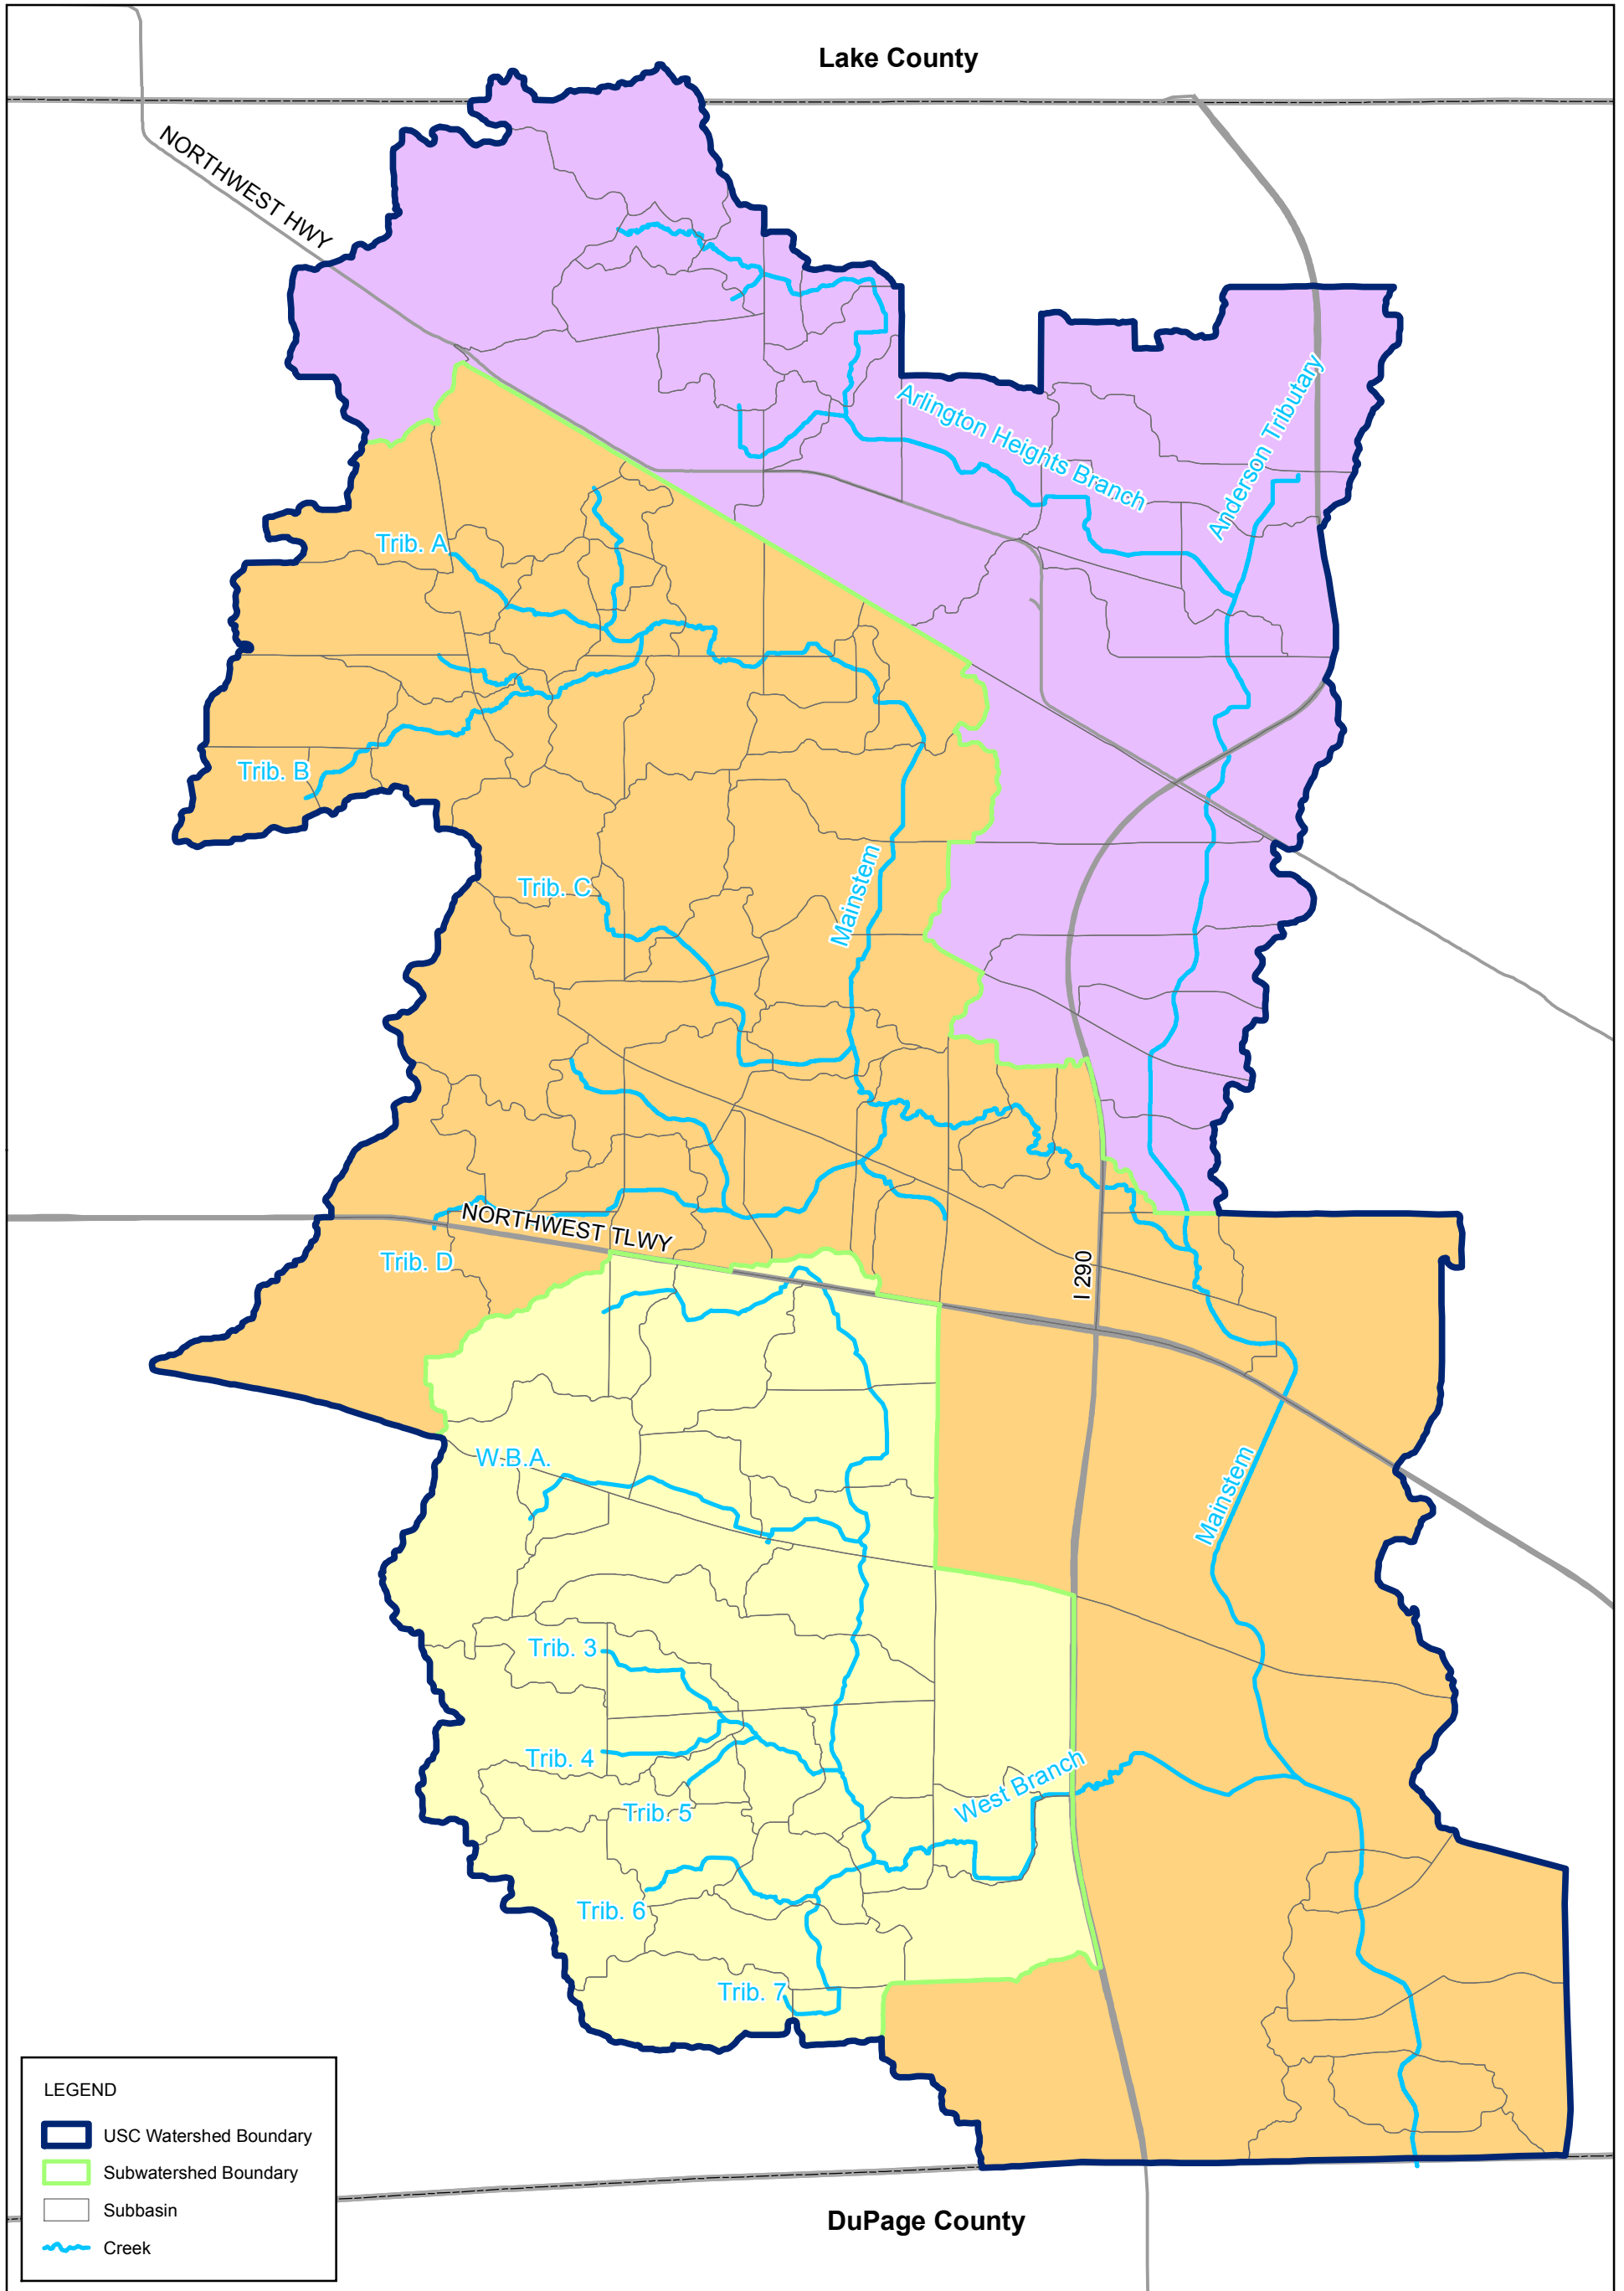 Lake County
NORTHWEST HWY
Arlington Heights Branch
Anderson Tributary
Trib. A
Trib. B
Trib. C
Mainstem
NORTHWEST TLWY
Trib. D
I 290
W.B.A.
Mainstem
Trib. 3
Trib. 4
West Branch
Trib. 5
Trib. 6
Trib. 7
LEGEND
USC Watershed Boundary
Subwatershed Boundary
Subbasin
Creek
DuPage County